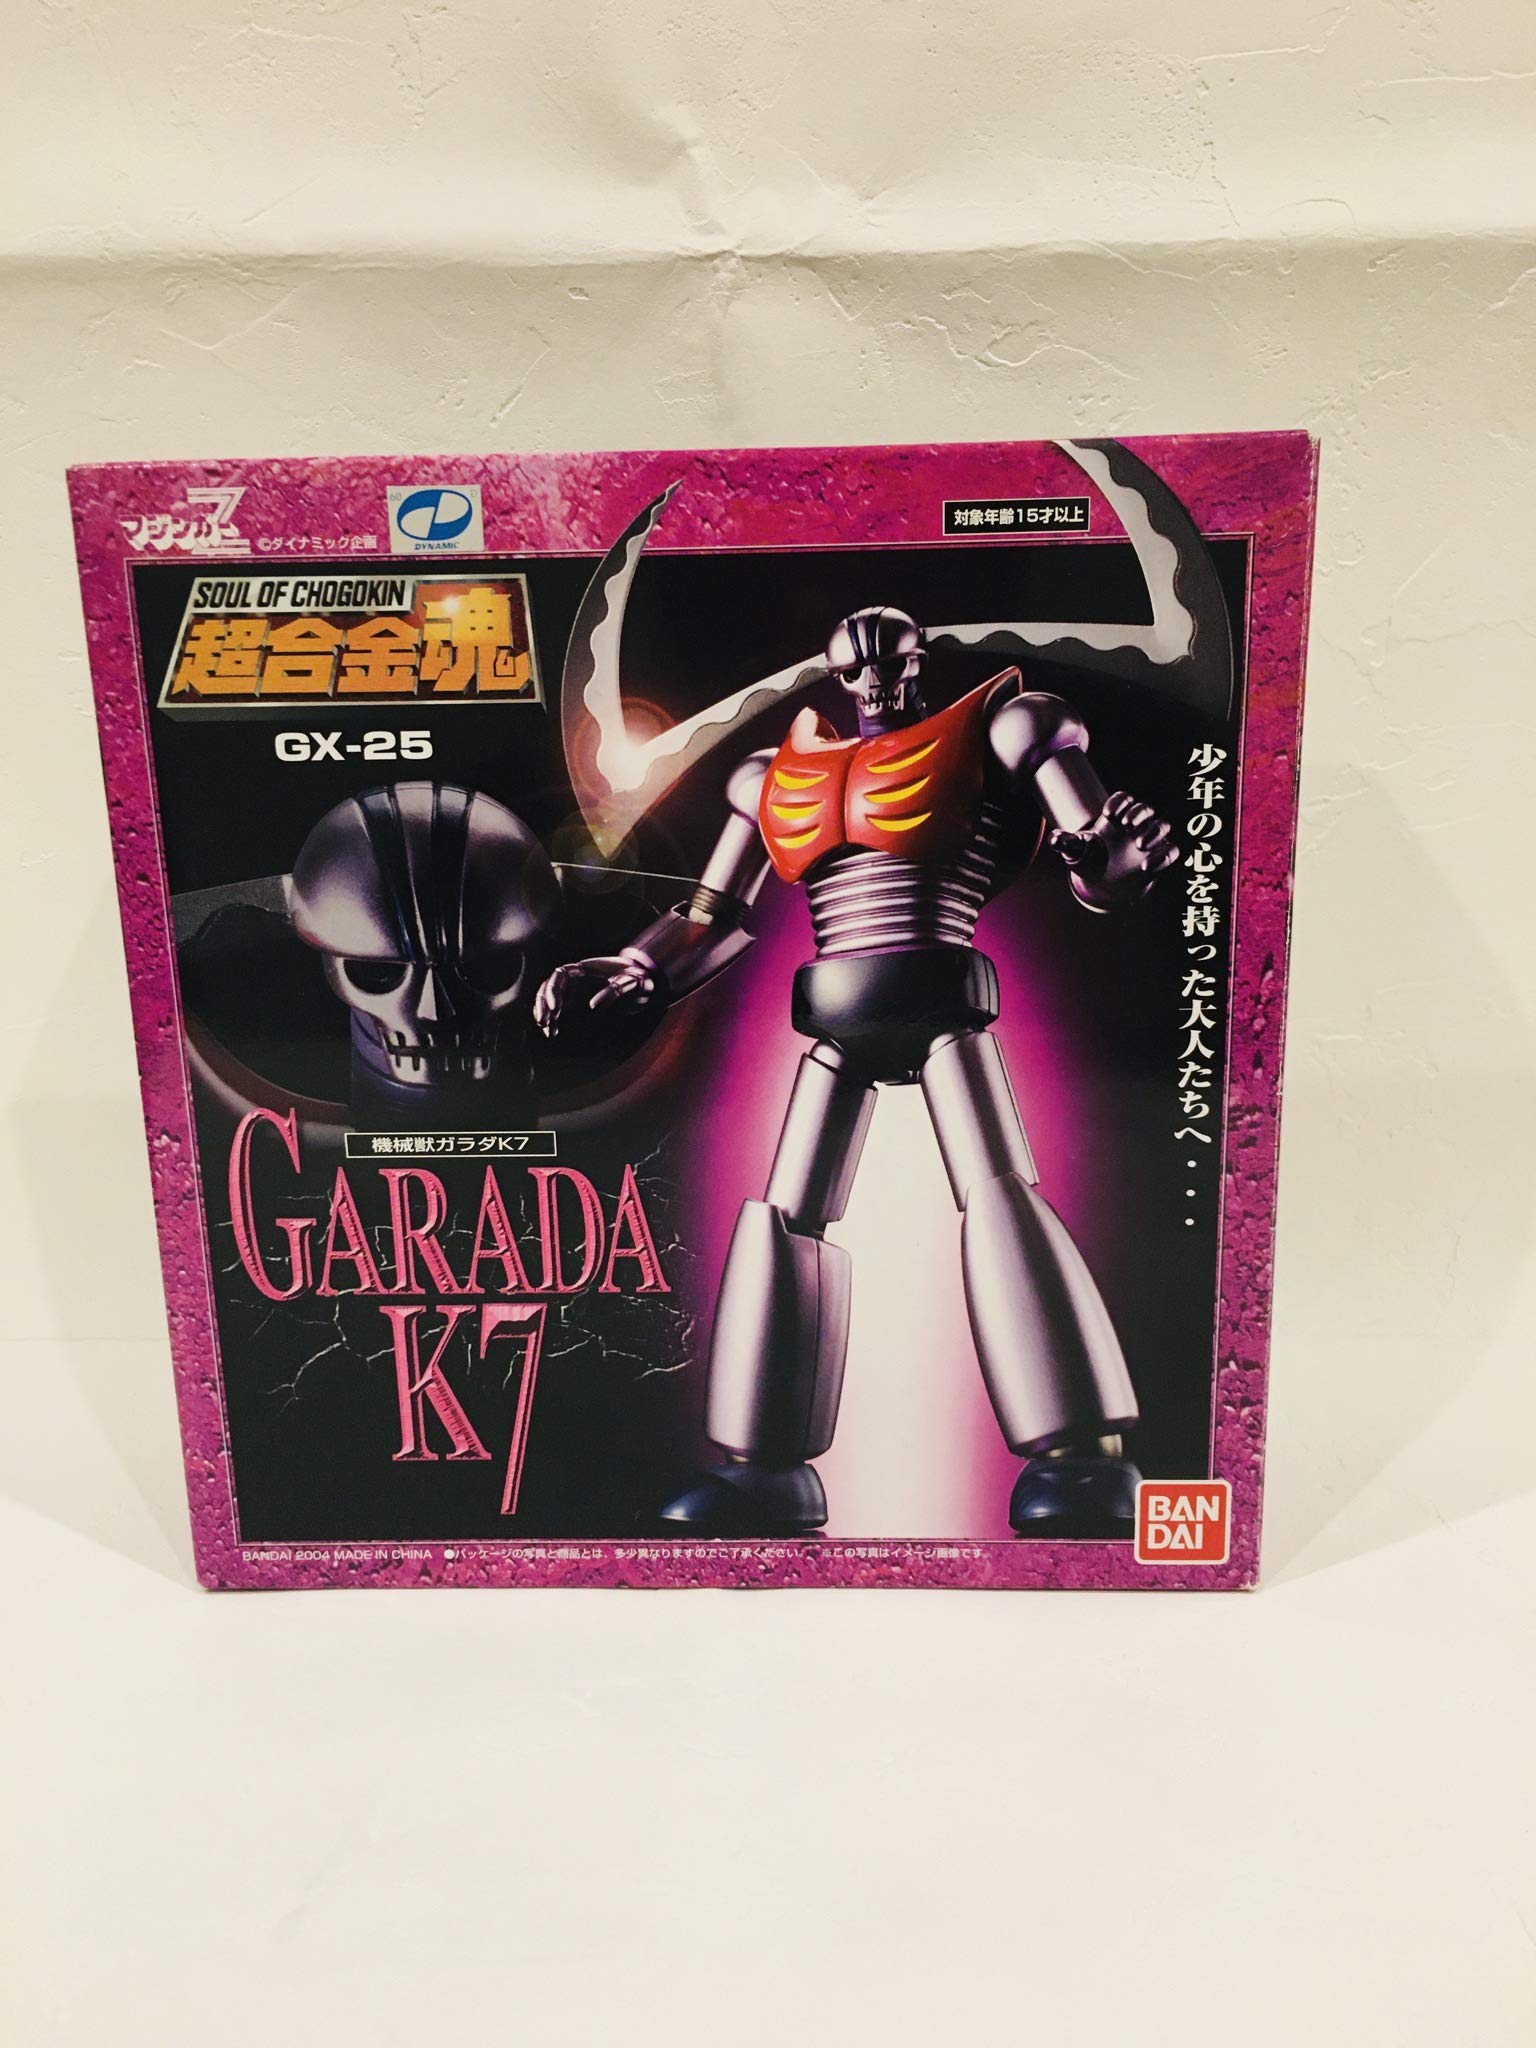 マジンガー Z
©ダイナミック企画
60 D
DYNAMIC
対象年齢15才以上
SOUL OF CHOGOKIN
超合金魂
GX-25
少年の心を持った大人たちへ・・・
機械獣ガラダK7
GARADA
K7
BAN
DAI
BANDAI 2004 MADE IN CHINA ●パッケージの写真と商品とは、多少異なりますのでご了承ください。 ※この写真はイメージ画像です。